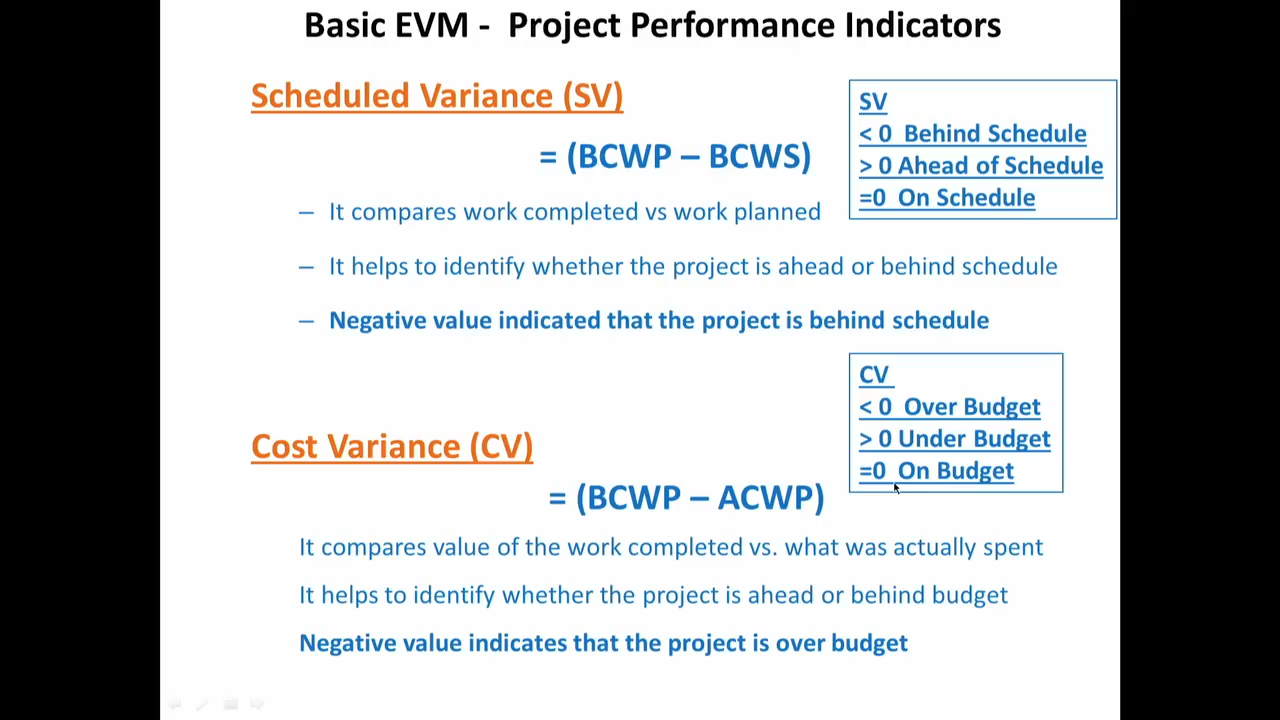 Basic EVM -  Project Performance Indicators
Scheduled Variance (SV)
= (BCWP – BCWS)
– It compares work completed vs work planned
– It helps to identify whether the project is ahead or behind schedule
– Negative value indicated that the project is behind schedule
SV
< 0  Behind Schedule
> 0 Ahead of Schedule
=0  On Schedule
Cost Variance (CV)
= (BCWP – ACWP)
CV
< 0  Over Budget
> 0 Under Budget
=0  On Budget
It compares value of the work completed vs. what was actually spent
It helps to identify whether the project is ahead or behind budget
Negative value indicates that the project is over budget